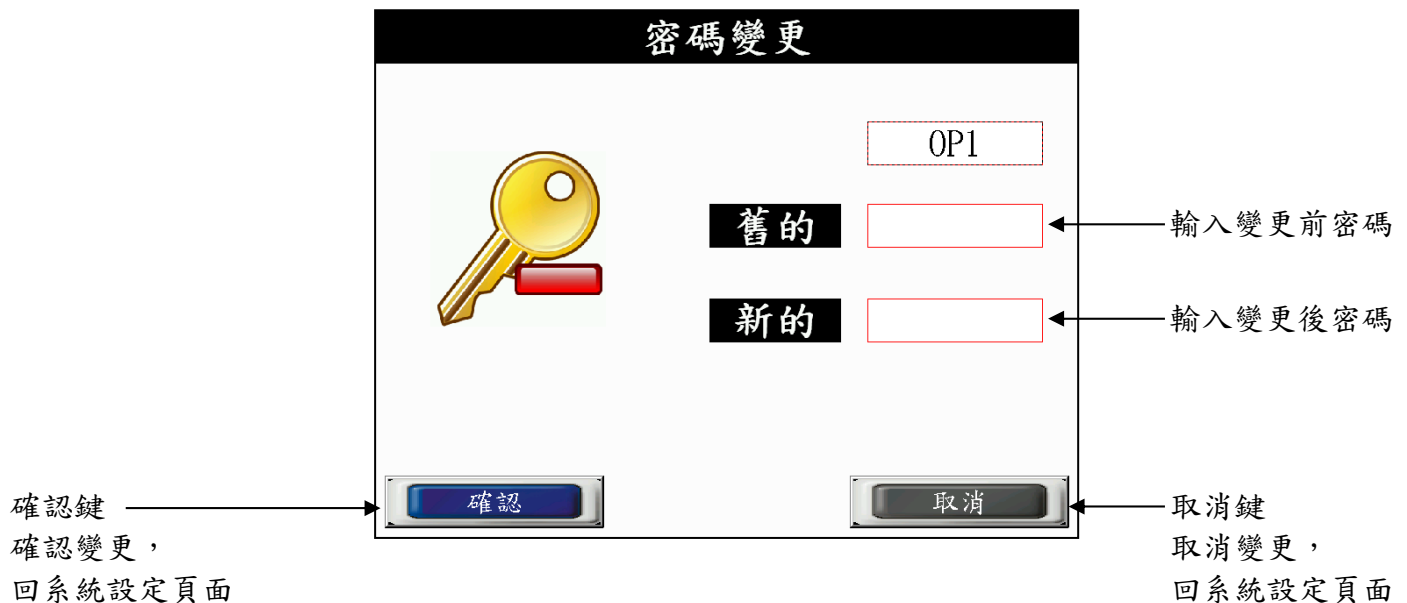 密碼變更
OP1
舊的
輸入變更前密碼
新的
輸入變更後密碼
確認
取消
確認鍵
確認變更，
回系統設定頁面
取消鍵
取消變更，
回系統設定頁面